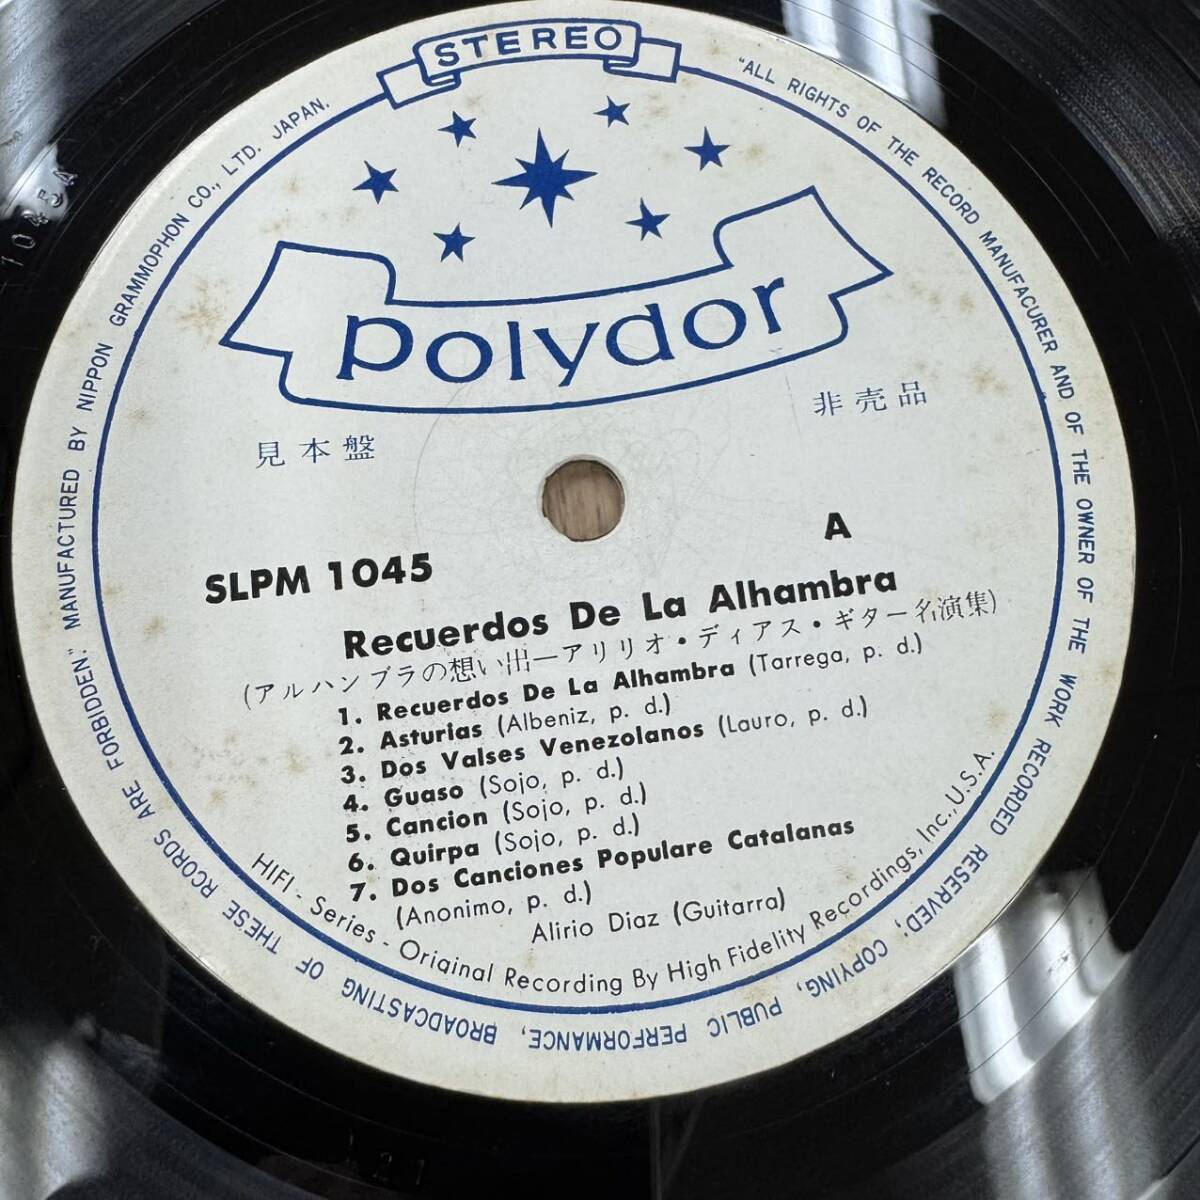 STEREO
polydor
見本盤
非売品
SLPM 1045
A
Recuerdos De La Alhambra
(アルハンブラの想い出—アリリオ・ディアス・ギター名演集)
1. Recuerdos De La Alhambra (Tarrega, p. d.)
2. Asturias (Albeniz, p. d.)
3. Dos Valses Venezolanos (Lauro, p. d.)
4. Guaso (Sojo, p. d.)
5. Cancion (Sojo, p. d.)
6. Quirpa (Sojo, p. d.)
7. Dos Canciones Populare Catalanas
(Anonimo, p. d.)
Alirio Diaz (Guitarra)
HIFI - Series - Original Recording By High Fidelity Recordings, Inc., U.S.A.
"ALL RIGHTS OF THE RECORD MANUFACURER AND OF THE OWNER OF THE WORK RECORDED RESERVED; COPYING, PUBLIC PERFORMANCE, BROADCASTING OF THESE RCORDS ARE FORBIDDEN." MANUFACTURED BY NIPPON GRAMMOPHON CO., LTD. JAPAN.
1045A
121